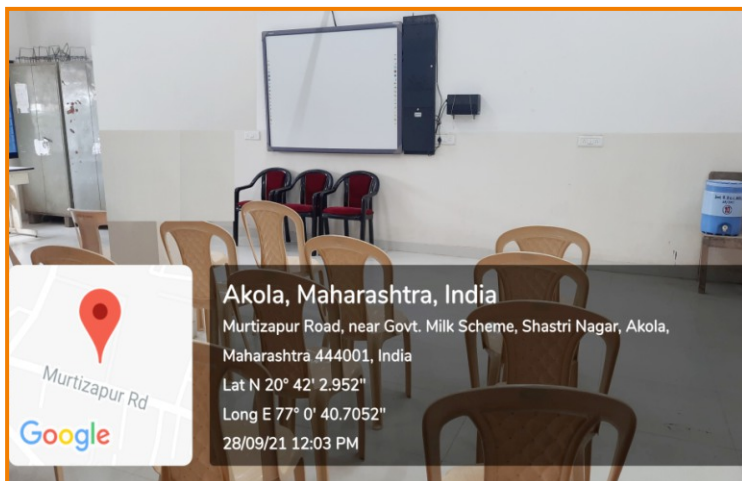 Akola, Maharashtra, India
Murtizapur Road, near Govt. Milk Scheme, Shastri Nagar, Akola,
Maharashtra 444001, India
Lat N 20° 42' 2.952"
Long E 77° 0' 40.7052"
28/09/21 12:03 PM
Murtizapur Rd
Google